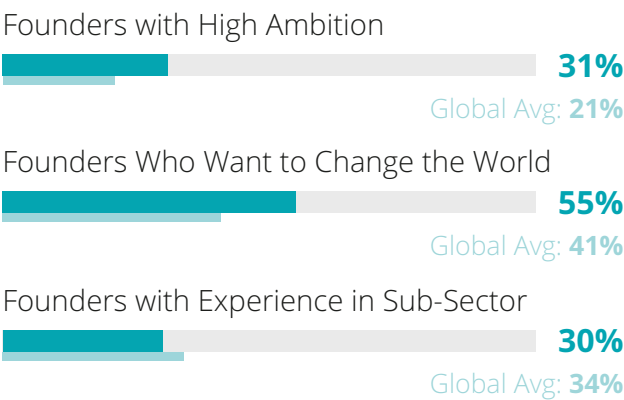 Founders with High Ambition
31%
Global Avg: 21%
Founders Who Want to Change the World
55%
Global Avg: 41%
Founders with Experience in Sub-Sector
30%
Global Avg: 34%